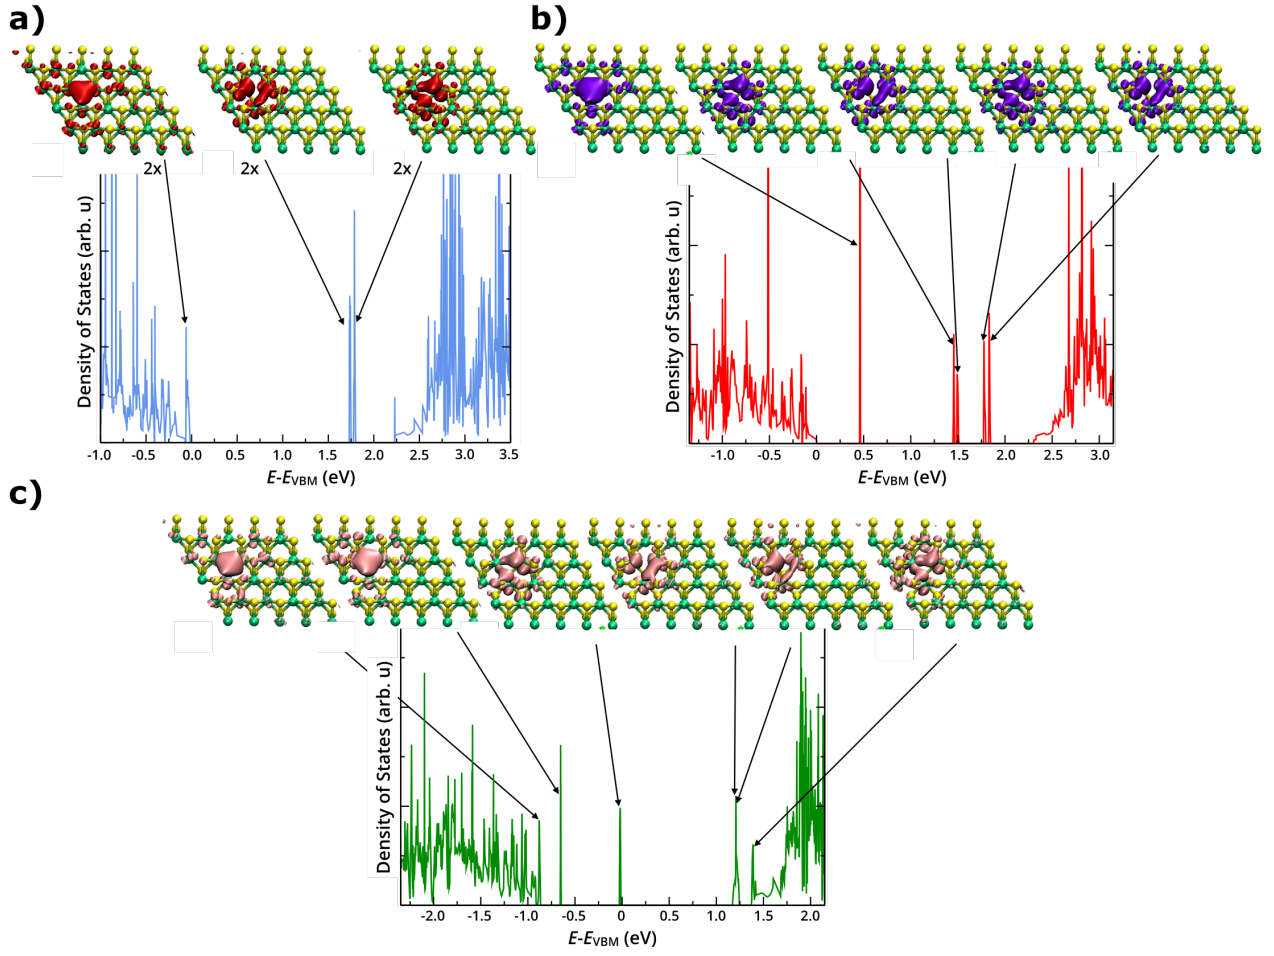 a)
b)
2x 2x 2x
Density of States (arb. u)
-1.0 -0.5 0.0 0.5 1.0 1.5 2.0 2.5 3.0 3.5
E-EVBM (eV)
Density of States (arb. u)
-1.0 -0.5 0 0.5 1.0 1.5 2.0 2.5 3.0
E-EVBM (eV)
c)
Density of States (arb. u)
-2.0 -1.5 -1.0 -0.5 0 0.5 1.0 1.5 2.0
E-EVBM (eV)